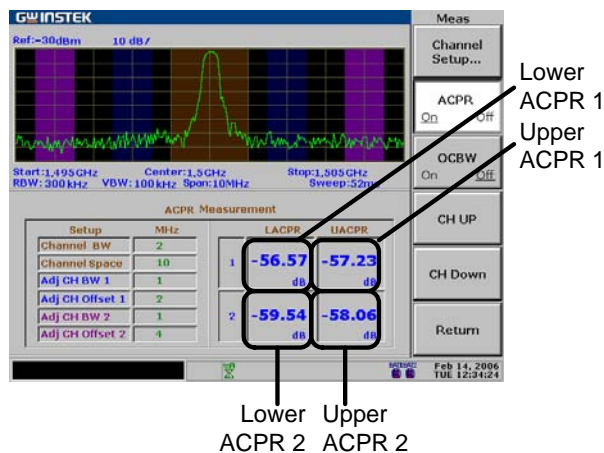 GWINSTEK
Meas
Ref:-30dBm 10 dB/
Channel Setup...
Lower ACPR 1
ACPR
On Off
Upper ACPR 1
Start:1,495GHz Center:1,5GHz Stop:1,505GHz
RBW: 300 kHz VBW: 100 kHz Span:10MHz Sweep:52ms
OCBW
On Off
ACPR Measurement
CH UP
Setup MHz LACPR UACPR
Channel BW 2
Channel Space 10
1 -56.57 dB -57.23 dB
Adj CH BW 1 1
CH Down
Adj CH Offset 1 2
Adj CH BW 2 1
2 -59.54 dB -58.06 dB
Adj CH Offset 2 4
Return
Feb 14, 2006
TUE 12:34:24
Lower ACPR 2
Upper ACPR 2